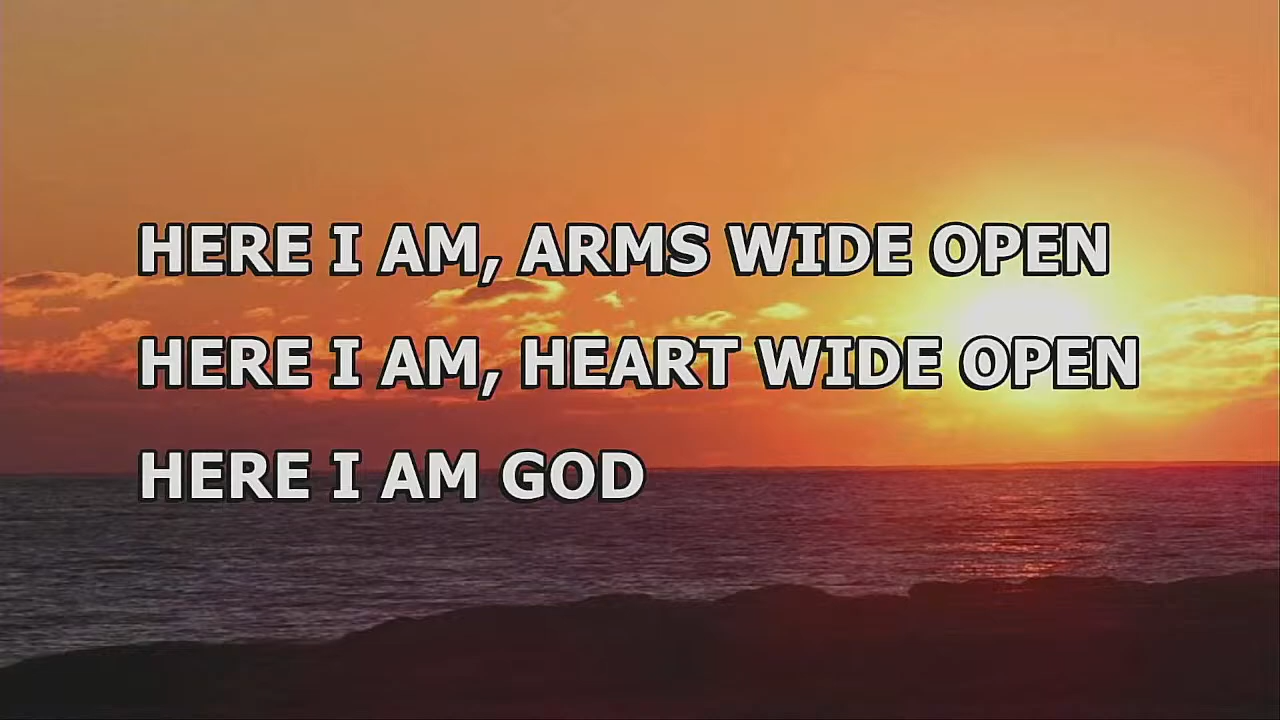 HERE I AM, ARMS WIDE OPEN
HERE I AM, HEART WIDE OPEN
HERE I AM GOD